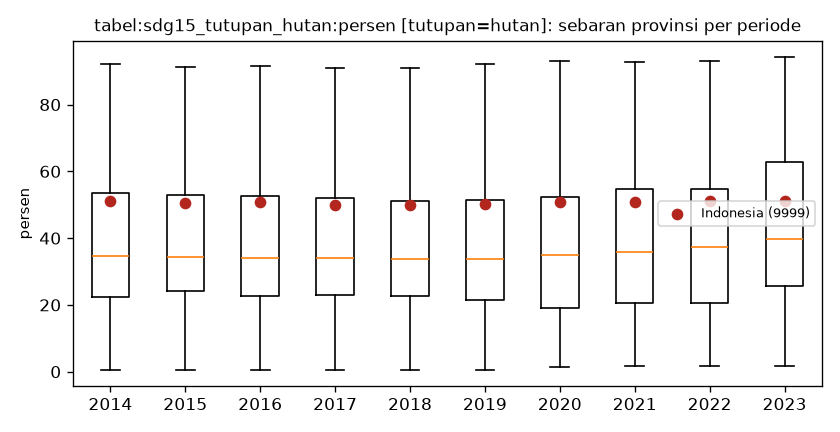 tabel:sdg15_tutupan_hutan:persen [tutupan=hutan]: sebaran provinsi per periode
persen
80
60
40
20
0
Indonesia (9999)
2014 2015 2016 2017 2018 2019 2020 2021 2022 2023